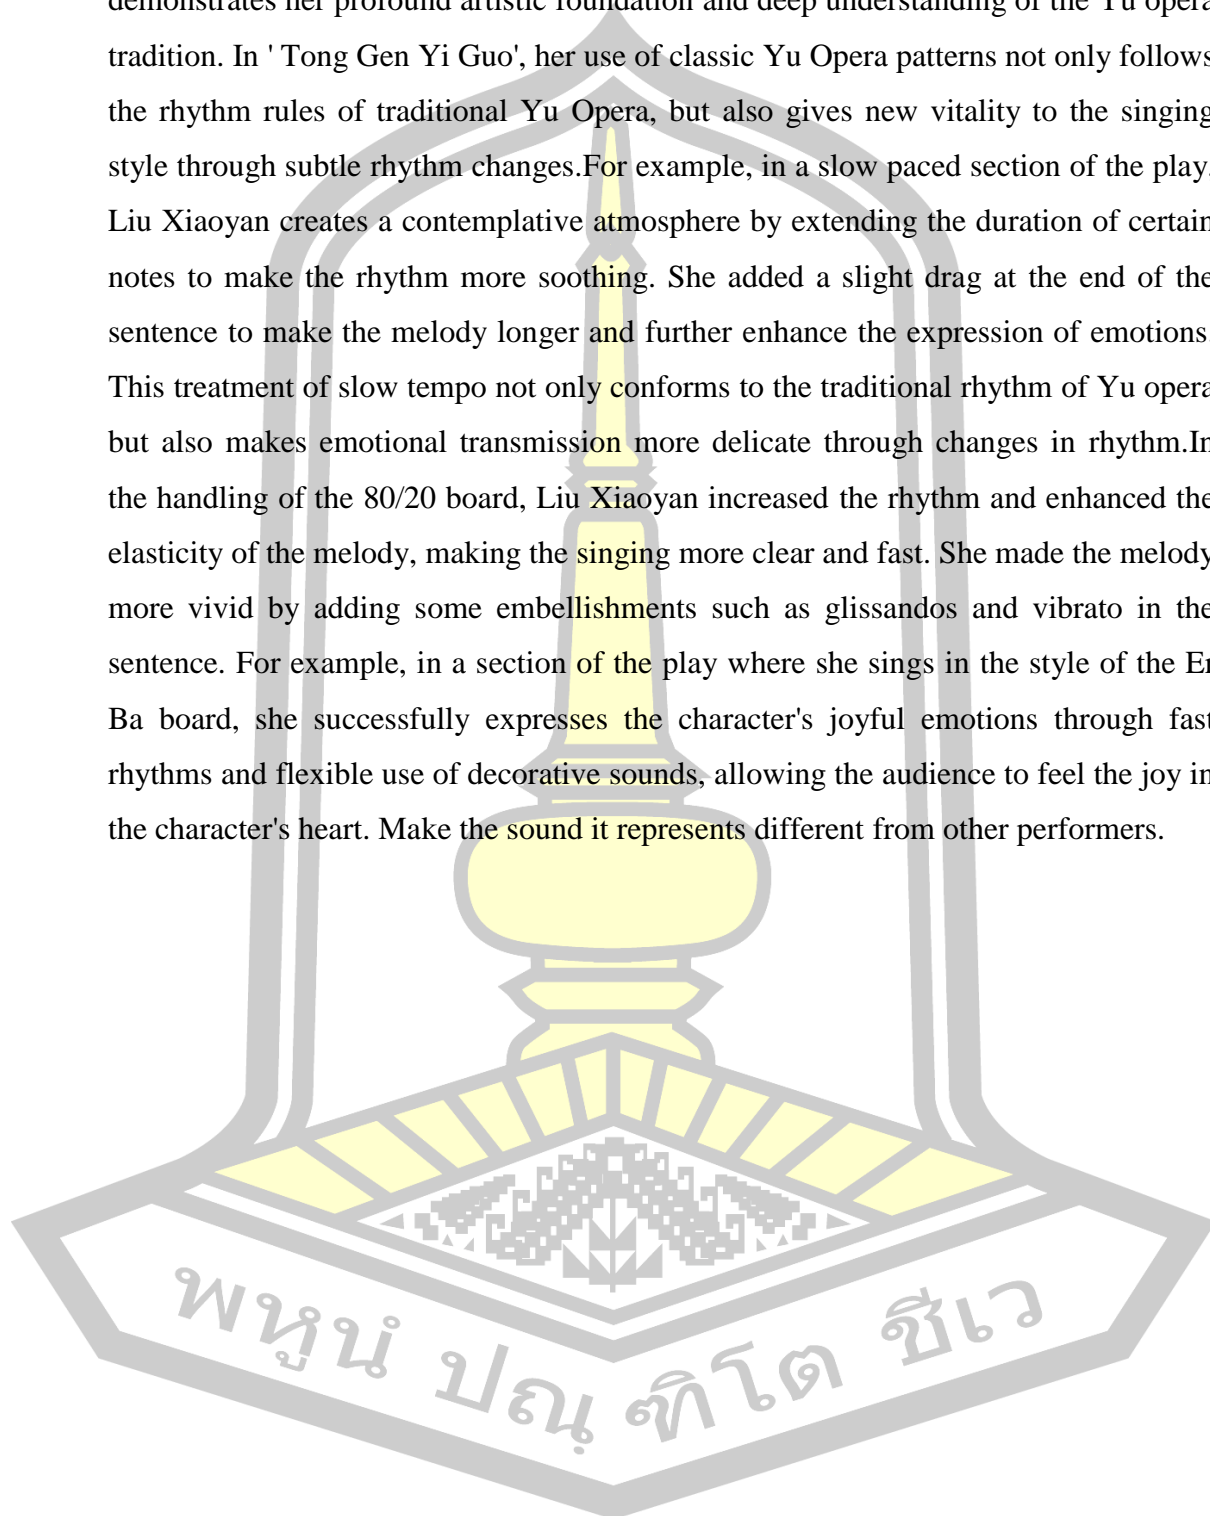 demonstrates her profound artistic foundation and deep understanding of the Yu opera
tradition. In ' Tong Gen Yi Guo', her use of classic Yu Opera patterns not only follows
the rhythm rules of traditional Yu Opera, but also gives new vitality to the singing
style through subtle rhythm changes.For example, in a slow paced section of the play,
Liu Xiaoyan creates a contemplative atmosphere by extending the duration of certain
notes to make the rhythm more soothing. She added a slight drag at the end of the
sentence to make the melody longer and further enhance the expression of emotions.
This treatment of slow tempo not only conforms to the traditional rhythm of Yu opera
but also makes emotional transmission more delicate through changes in rhythm.In
the handling of the 80/20 board, Liu Xiaoyan increased the rhythm and enhanced the
elasticity of the melody, making the singing more clear and fast. She made the melody
more vivid by adding some embellishments such as glissandos and vibrato in the
sentence. For example, in a section of the play where she sings in the style of the Er
Ba board, she successfully expresses the character's joyful emotions through fast
rhythms and flexible use of decorative sounds, allowing the audience to feel the joy in
the character's heart. Make the sound it represents different from other performers.
พหูนํ ปณฺฑิโต ชีเว